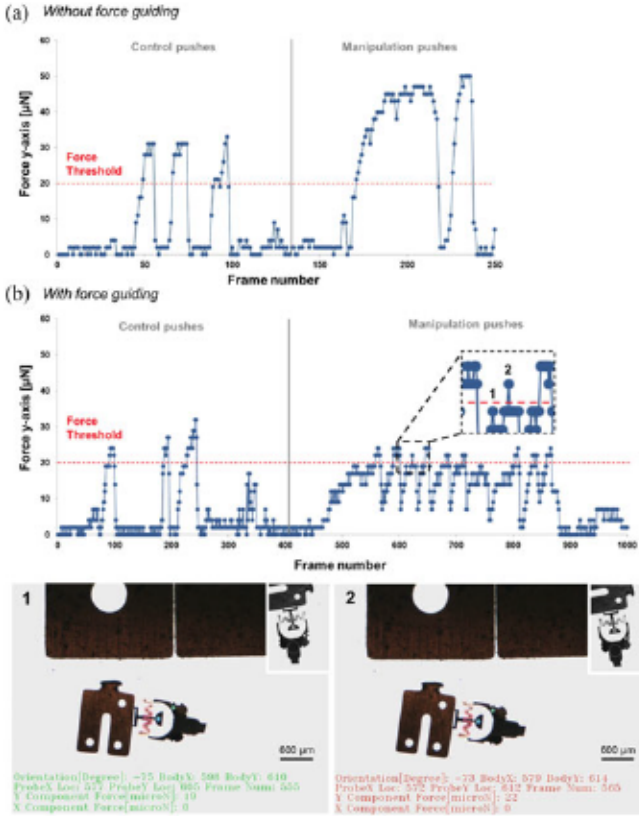 (a) Without force guiding
Control pushes
Manipulation pushes
Force y-axis [µN]
60
50
40
30
20
10
0
Force
Threshold
0
50
100
150
200
250
Frame number
(b) With force guiding
Control pushes
Manipulation pushes
Force y-axis [µN]
60
50
40
30
20
10
0
Force
Threshold
1
2
0
100
200
300
400
500
600
700
800
900
1000
Frame number
1
600 µm
Orientation[Degree]: -75 BodyX: 598 BodyY: 610
ProbeX Loc: 577 ProbeY Loc: 605 Frame Num: 555
Y Component Force[microN]: 19
X Component Force[microN]: 0
2
600 µm
Orientation[Degree]: -73 BodyX: 579 BodyY: 614
ProbeX Loc: 572 ProbeY Loc: 612 Frame Num: 565
Y Component Force[microN]: 22
X Component Force[microN]: 0